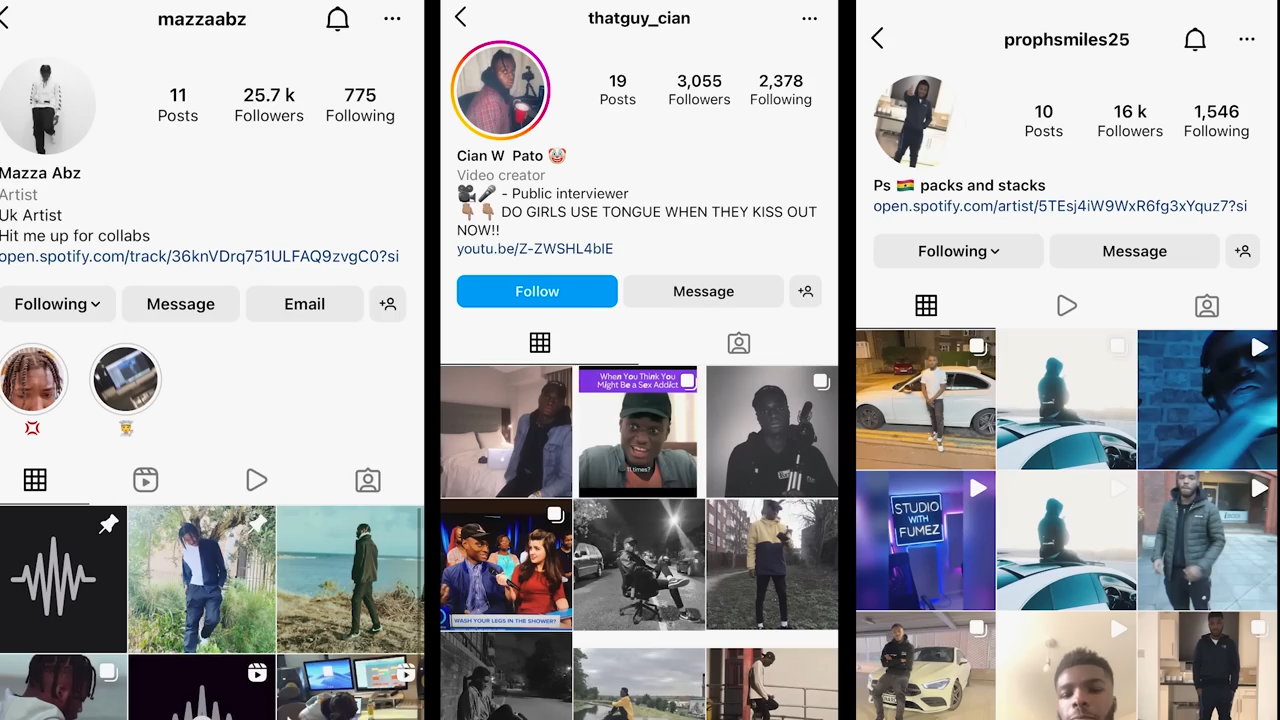 mazzaabz
11
Posts
25.7 k
Followers
775
Following
Mazza Abz
Artist
Uk Artist
Hit me up for collabs
open.spotify.com/track/36knVDrq751ULFAQ9zvgC0?si
Following
Message
Email
thatguy_cian
19
Posts
3,055
Followers
2,378
Following
Cian W Pato 🤡
Video creator
🎥🎤 - Public interviewer
👇🏽👇🏽 DO GIRLS USE TONGUE WHEN THEY KISS OUT
NOW!!
youtu.be/Z-ZWSHL4bIE
Follow
Message
When You Think You
Might Be a Sex Addict
11 times?
WASH YOUR LEGS IN THE SHOWER?
prophsmiles25
10
Posts
16 k
Followers
1,546
Following
Ps 🇬🇭 packs and stacks
open.spotify.com/artist/5TEsj4iW9WxR6fg3xYquz7?si
Following
Message
STUDIO
WITH
FUMEZ